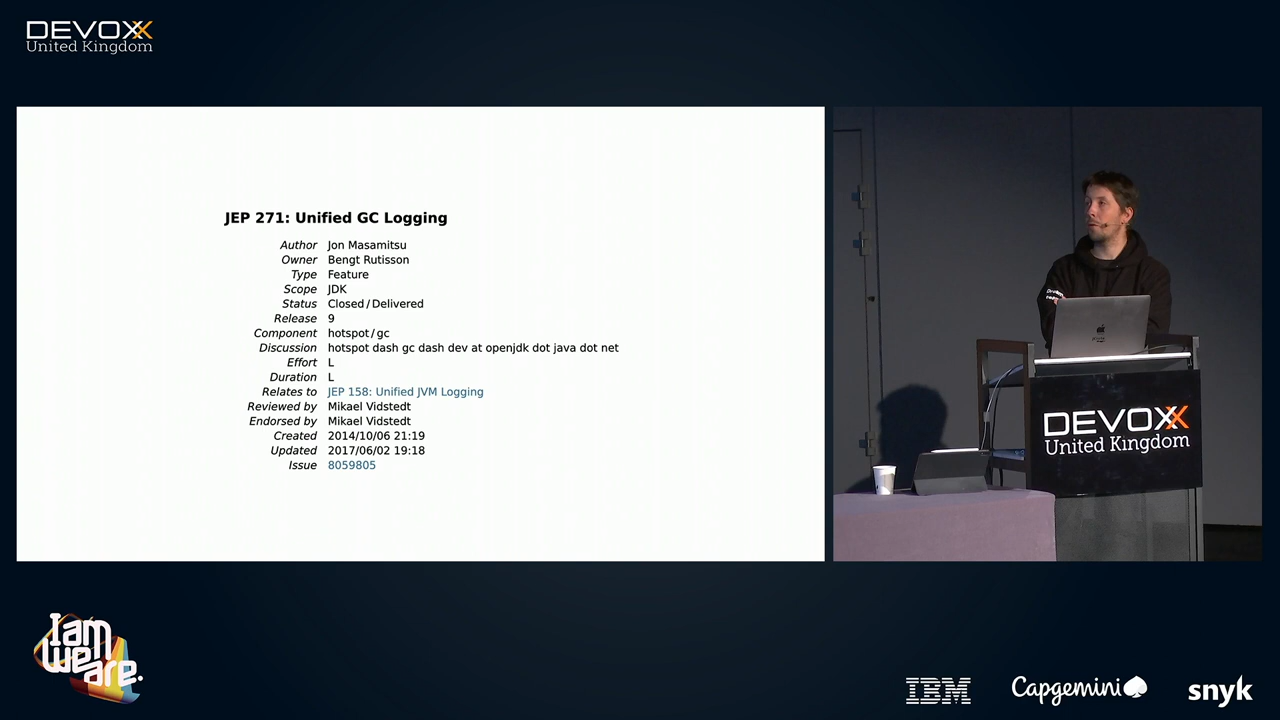 DEVOXX
United Kingdom
JEP 271: Unified GC Logging
Author Jon Masamitsu
Owner Bengt Rutisson
Type Feature
Scope JDK
Status Closed / Delivered
Release 9
Component hotspot / gc
Discussion hotspot dash gc dash dev at openjdk dot java dot net
Effort L
Duration L
Relates to JEP 158: Unified JVM Logging
Reviewed by Mikael Vidstedt
Endorsed by Mikael Vidstedt
Created 2014/10/06 21:19
Updated 2017/06/02 19:18
Issue 8059805
DEVOXX
United Kingdom
I am
We are.
IBM
Capgemini
snyk